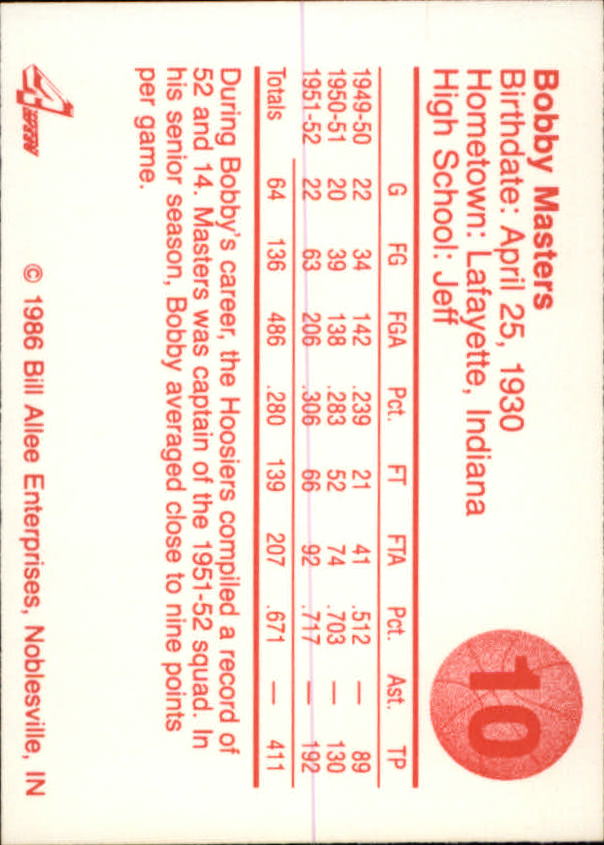 Bobby Masters
Birthdate: April 25, 1930
Hometown: Lafayette, Indiana
High School: Jeff
10
G FG FGA Pct. FT FTA Pct. Ast. TP
1949-50 22 34 142 .239 21 41 .512 — 89
1950-51 20 39 138 .283 52 74 .703 — 130
1951-52 22 63 206 .306 66 92 .717 — 192
Totals 64 136 486 .280 139 207 .671 — 411
During Bobby's career, the Hoosiers compiled a record of
52 and 14. Masters was captain of the 1951-52 squad. In
his senior season, Bobby averaged close to nine points
per game.
© 1986 Bill Allee Enterprises, Noblesville, IN